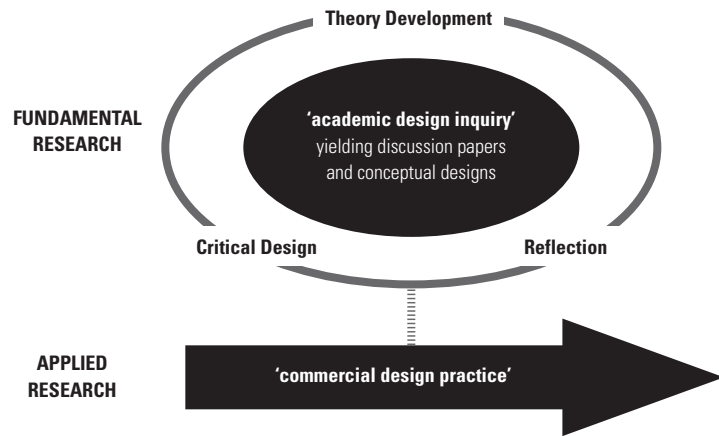 Theory Development
FUNDAMENTAL
RESEARCH
‘academic design inquiry’
yielding discussion papers
and conceptual designs
Critical Design
Reflection
APPLIED
RESEARCH
‘commercial design practice’